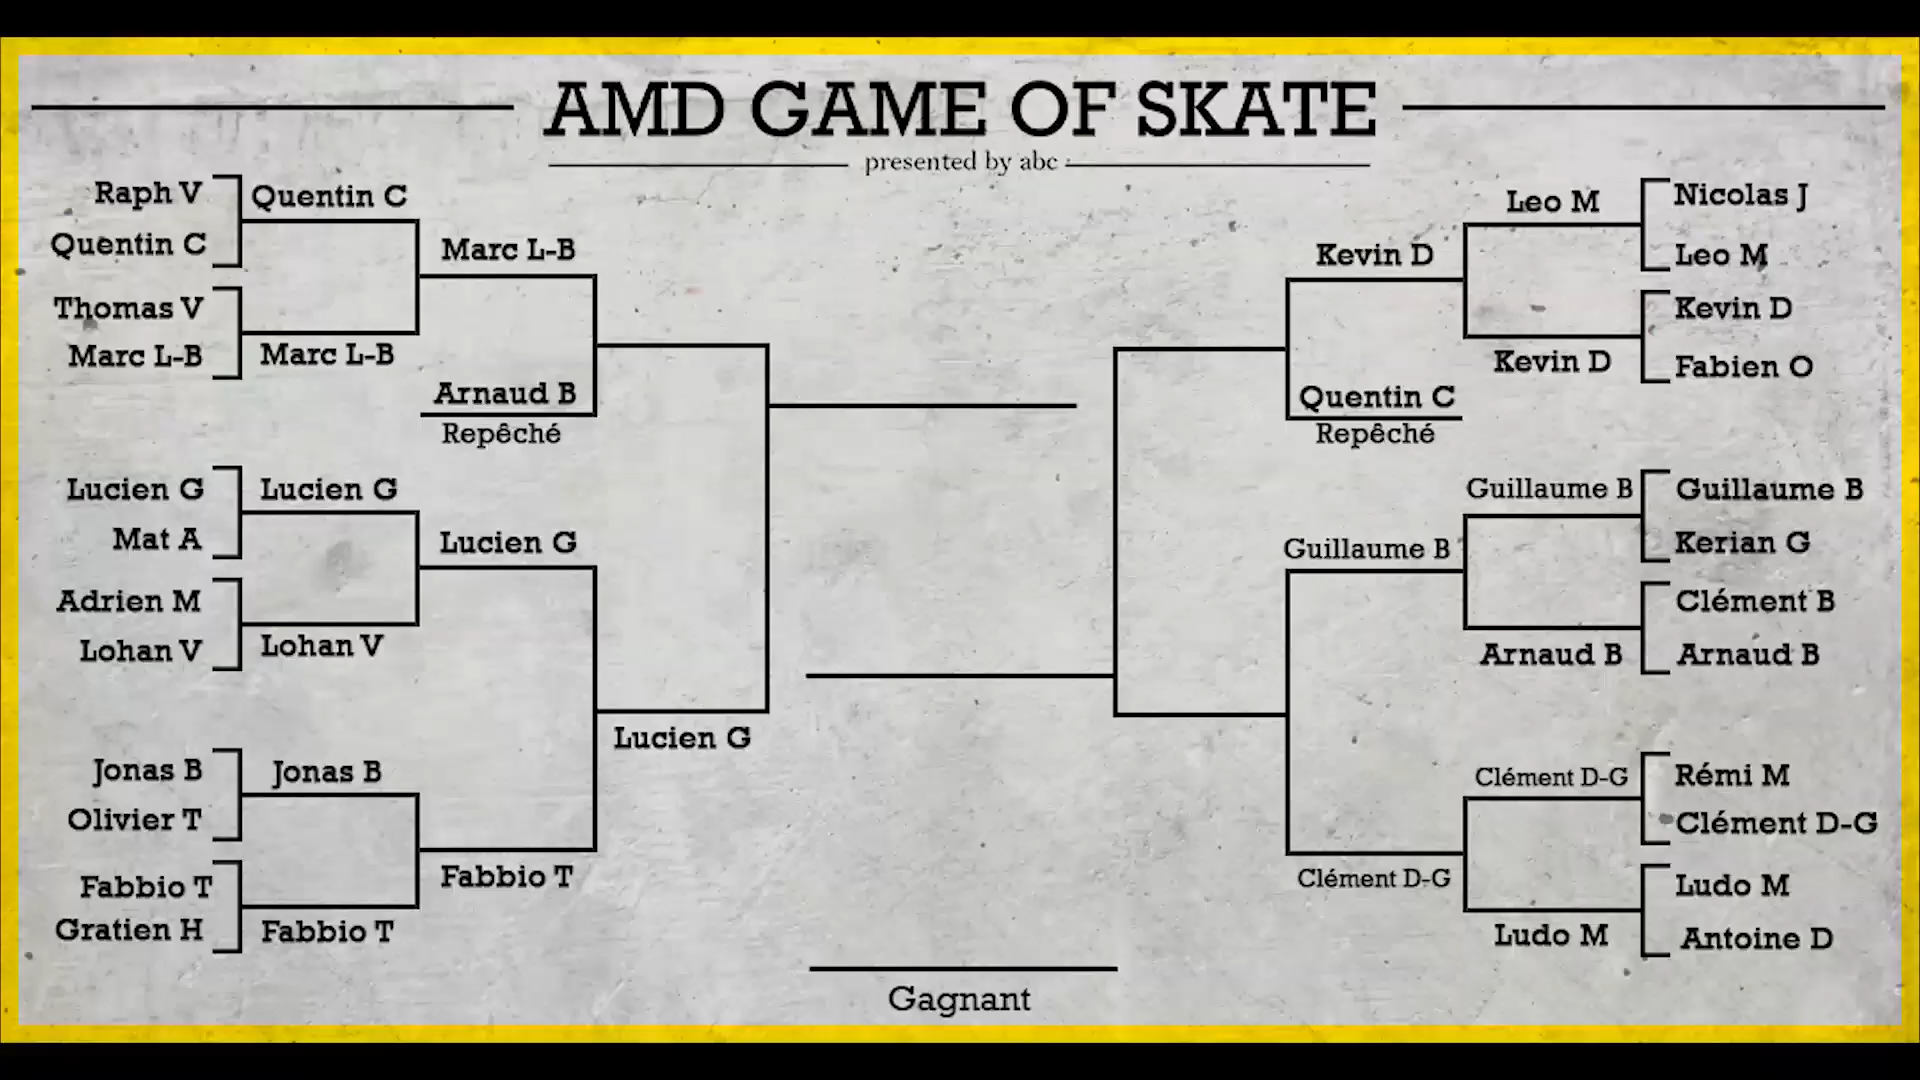 AMD GAME OF SKATE
presented by abc
Raph V
Quentin C
Thomas V
Marc L-B
Lucien G
Mat A
Adrien M
Lohan V
Jonas B
Olivier T
Fabbio T
Gratien H
Quentin C
Marc L-B
Lucien G
Lohan V
Jonas B
Fabbio T
Marc L-B
Arnaud B
Repêché
Lucien G
Fabbio T
Lucien G
Gagnant
Kevin D
Quentin C
Repêché
Guillaume B
Clément D-G
Leo M
Kevin D
Guillaume B
Arnaud B
Clément D-G
Ludo M
Nicolas J
Leo M
Kevin D
Fabien O
Guillaume B
Kerian G
Clément B
Arnaud B
Rémi M
Clément D-G
Ludo M
Antoine D